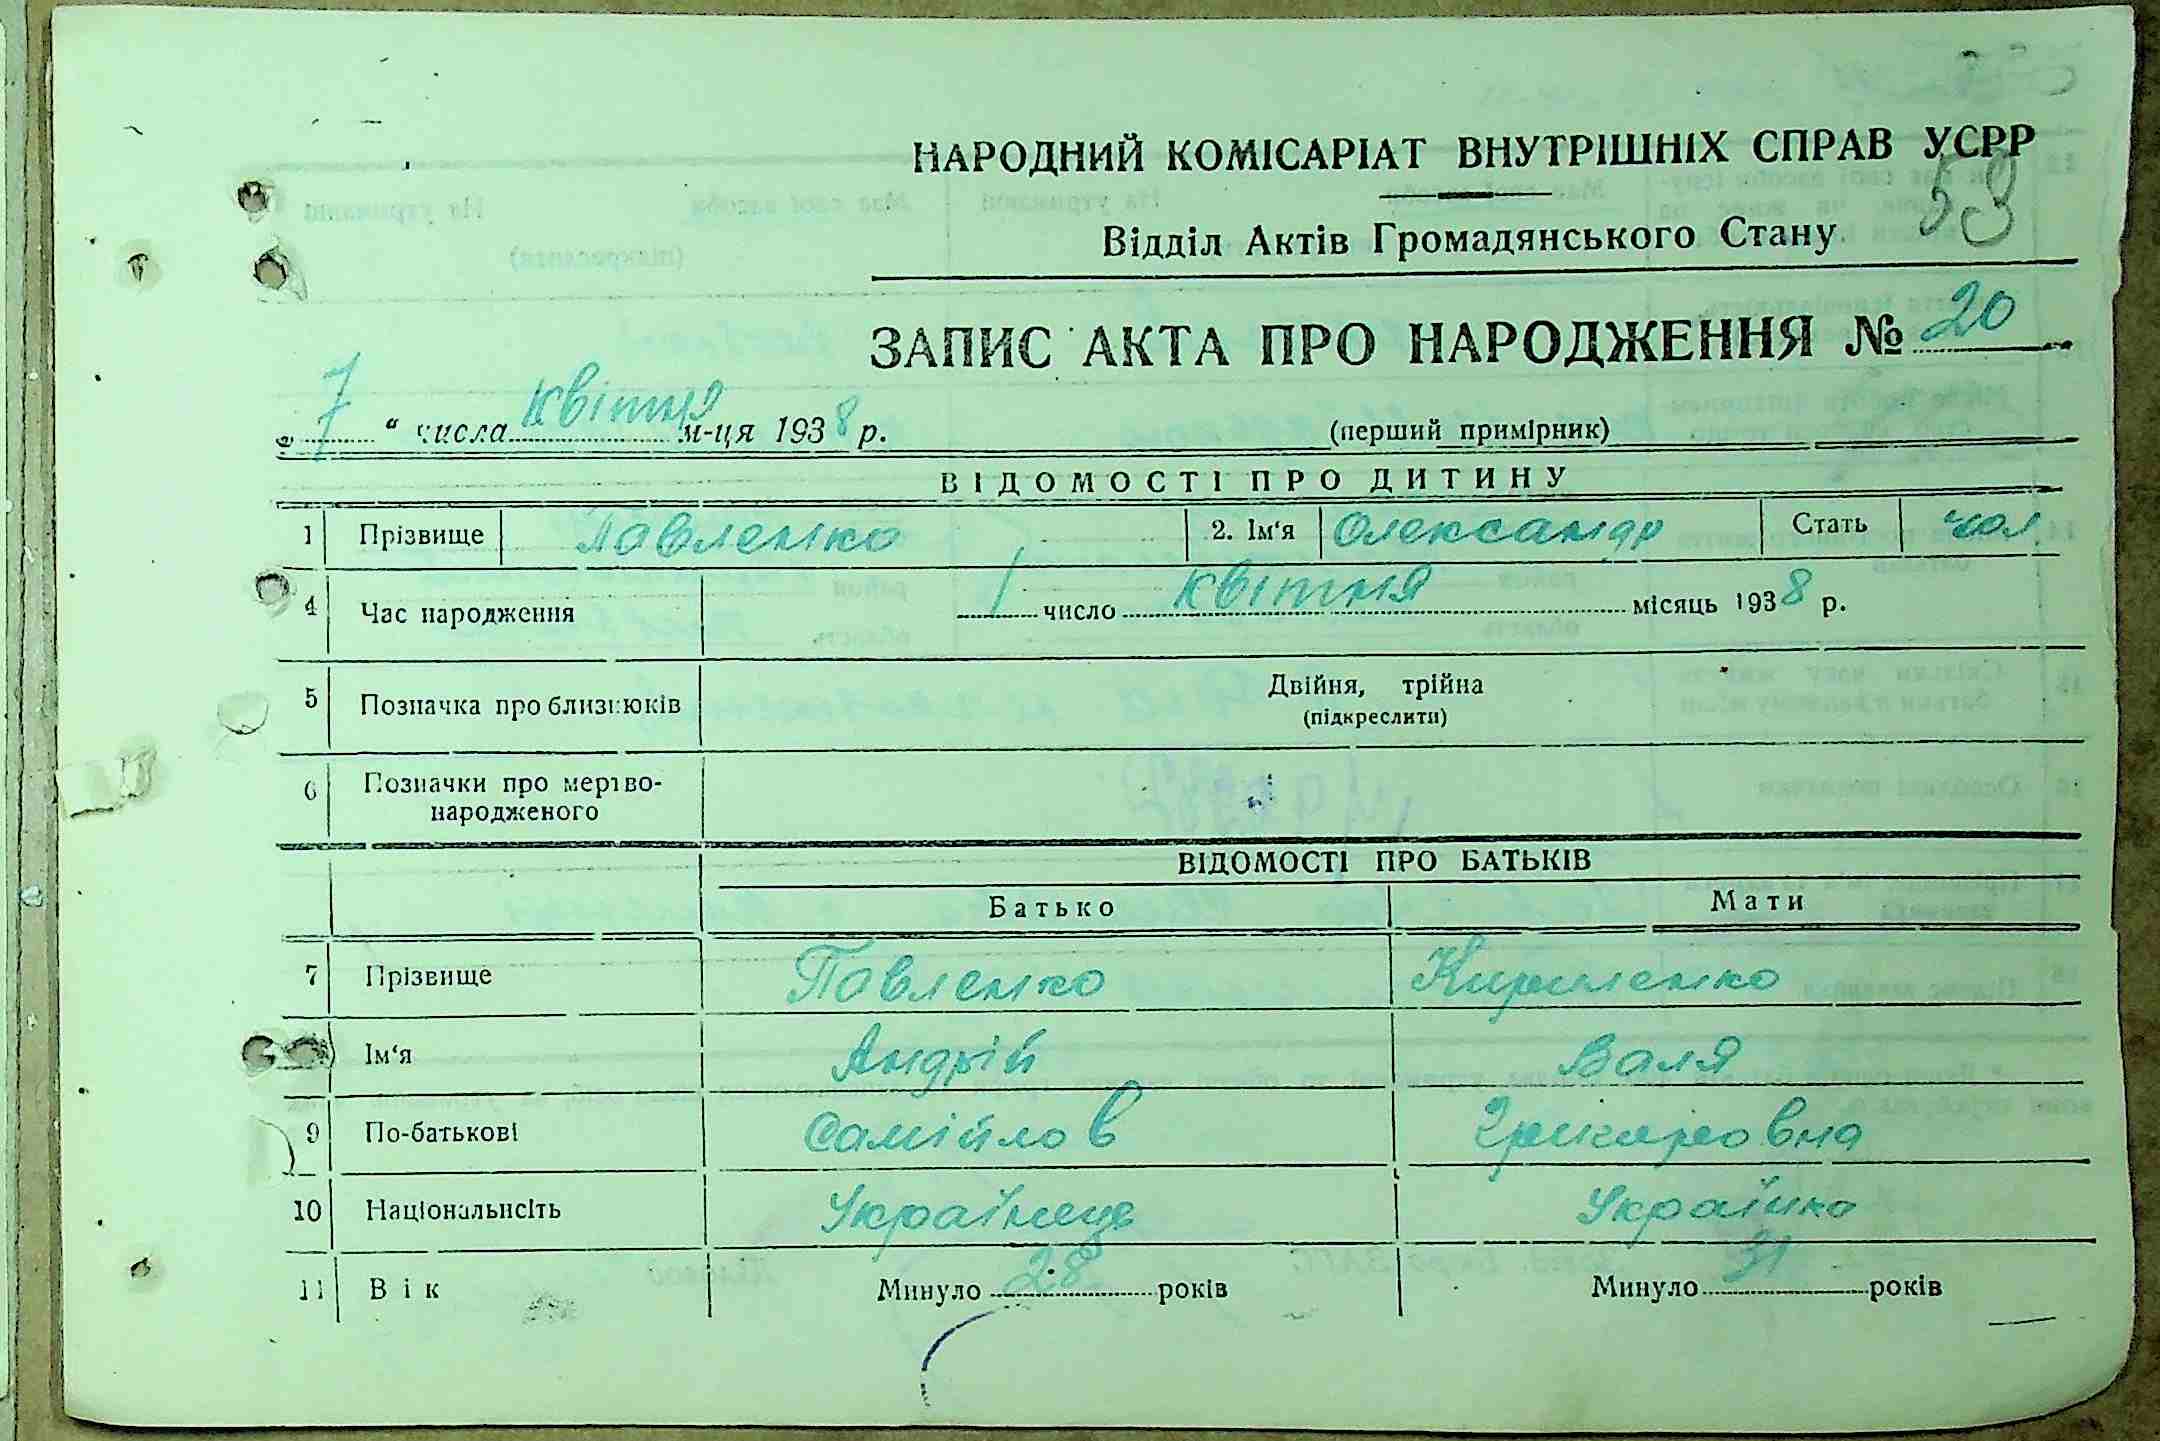 НАРОДНИЙ КОМІСАРІАТ ВНУТРІШНІХ СПРАВ УСРР
53
Відділ Актів Громадянського Стану
ЗАПИС АКТА ПРО НАРОДЖЕННЯ № 20
„ 7 " числа квітня м-ця 1938 р. (перший примірник)
ВІДОМОСТІ ПРО ДИТИНУ
1 Прізвище Павленко 2. Ім'я Олександр Стать чол
4 Час народження 1 число квітня місяць 1938 р.
5 Позначка про близнюків Двійня, трійна
(підкреслити)
6 Позначки про мертво-
народженого
ВІДОМОСТІ ПРО БАТЬКІВ
Батько Мати
7 Прізвище Павленко Кириленко
Ім'я Андрій Валя
9 По-батькові Самійлов
10 Національність Українець Українка
11 Вік Минуло 28 років Минуло 31 років